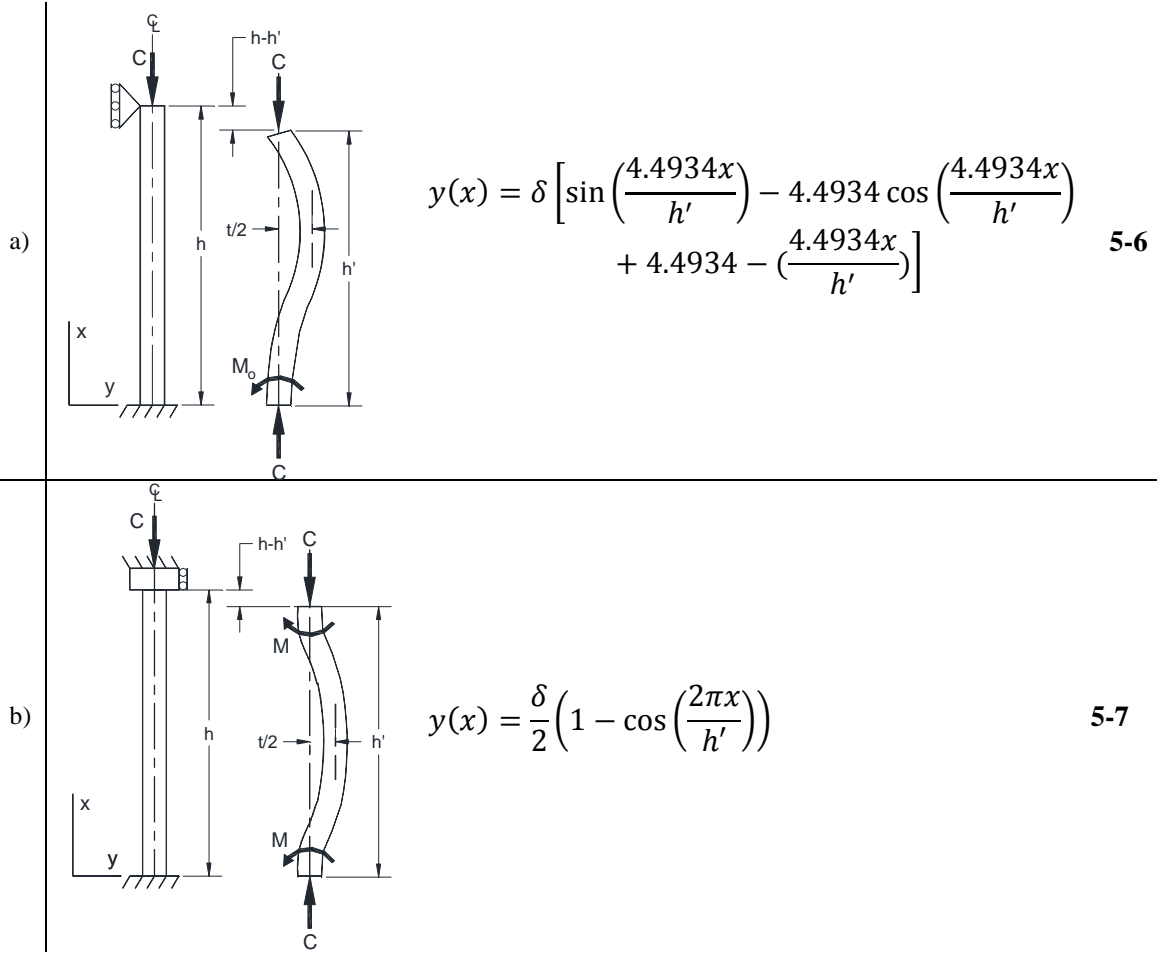 a)
℄
C
h-h'
C
h
t/2
h'
x
y
Mo
C
y(x) = δ [sin (4.4934x / h′) − 4.4934 cos (4.4934x / h′)
+ 4.4934 − (4.4934x / h′)]
5-6
b)
℄
C
h-h'
C
M
h
t/2
h'
x
y
M
C
y(x) = δ/2 (1 − cos (2πx / h′))
5-7